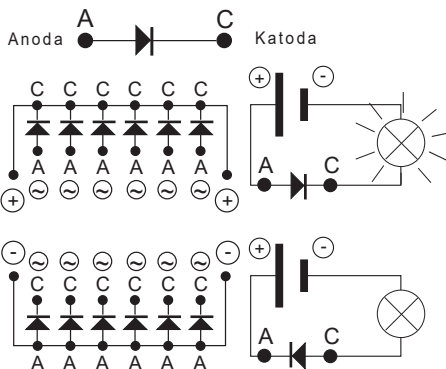 Anoda A C Katoda
C C C C C C
A A A A A A
~ ~ ~ ~ ~ ~
+ +
+ -
A C
- ~ ~ ~ ~ ~ ~ -
C C C C C C
A A A A A A
+ -
A C